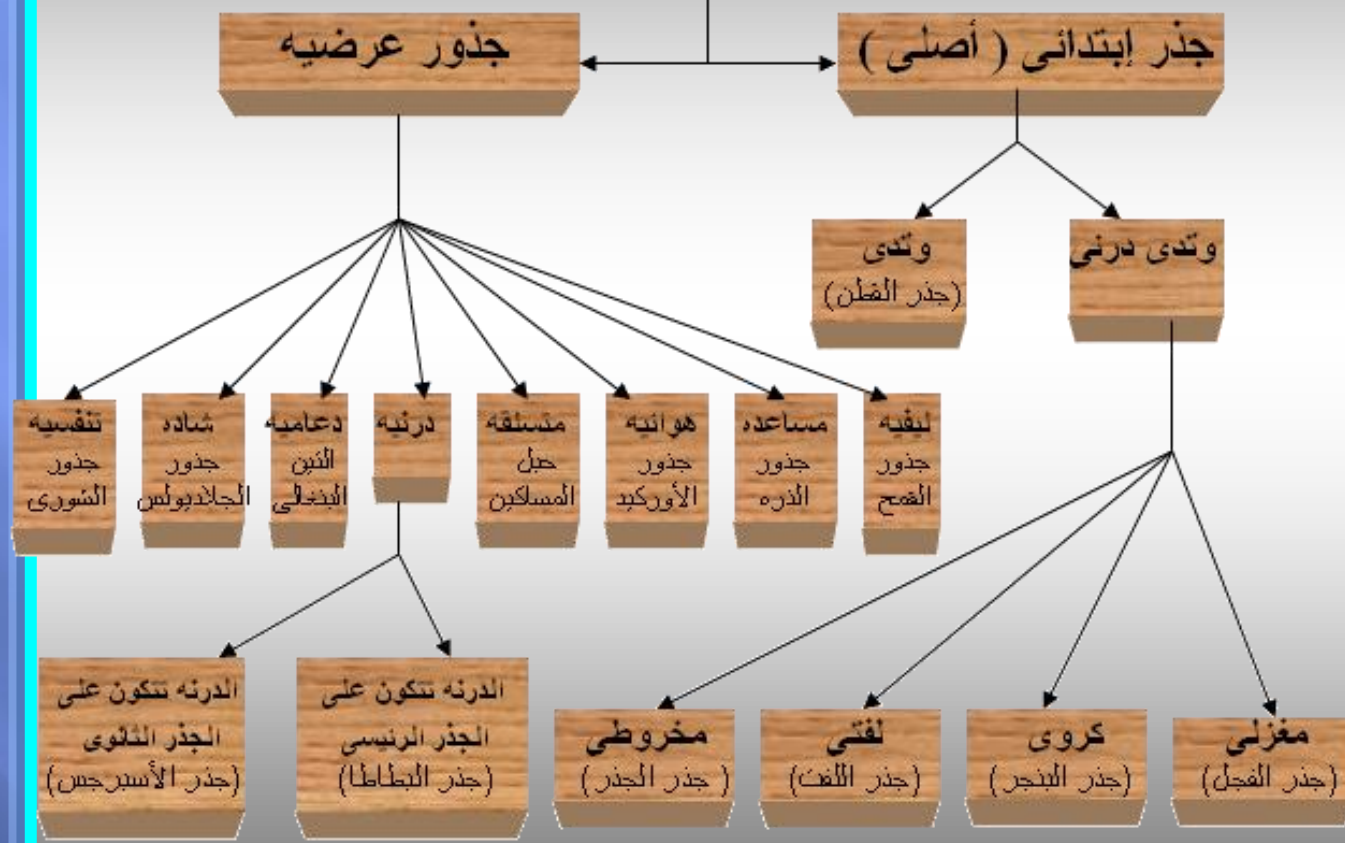 جذر إبتدائى ( أصلى )
جذور عرضيه
وتدى درنى
وتدى
(جذر القطن)
ليفيه
جذور
القمح
مساعده
جذور
الذره
هوائيه
جذور
الأوركيد
متسلقه
حبل
المساكين
درنيه
دعاميه
التين
البنغالى
شاده
جذور
الجلاديولس
تنفسيه
جذور
الشورى
مغزلى
(جذر الفجل)
كروى
(جذر البنجر)
لفتى
(جذر اللفت)
مخروطى
( جذر الجذر)
الدرنه تتكون على
الجذر الرئيسى
(جذر البطاطا)
الدرنه تتكون على
الجذر الثانوى
(جذر الأسبرجس)